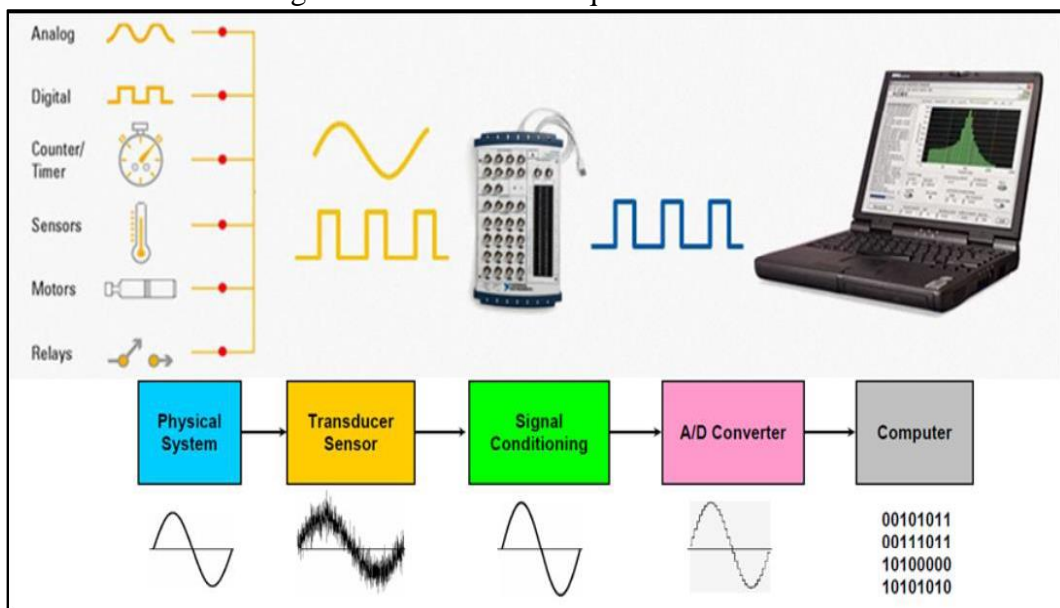 Analog
Digital
Counter/
Timer
Sensors
Motors
Relays
Physical
System
Transducer
Sensor
Signal
Conditioning
A/D Converter
Computer
00101011
00111011
10100000
10101010